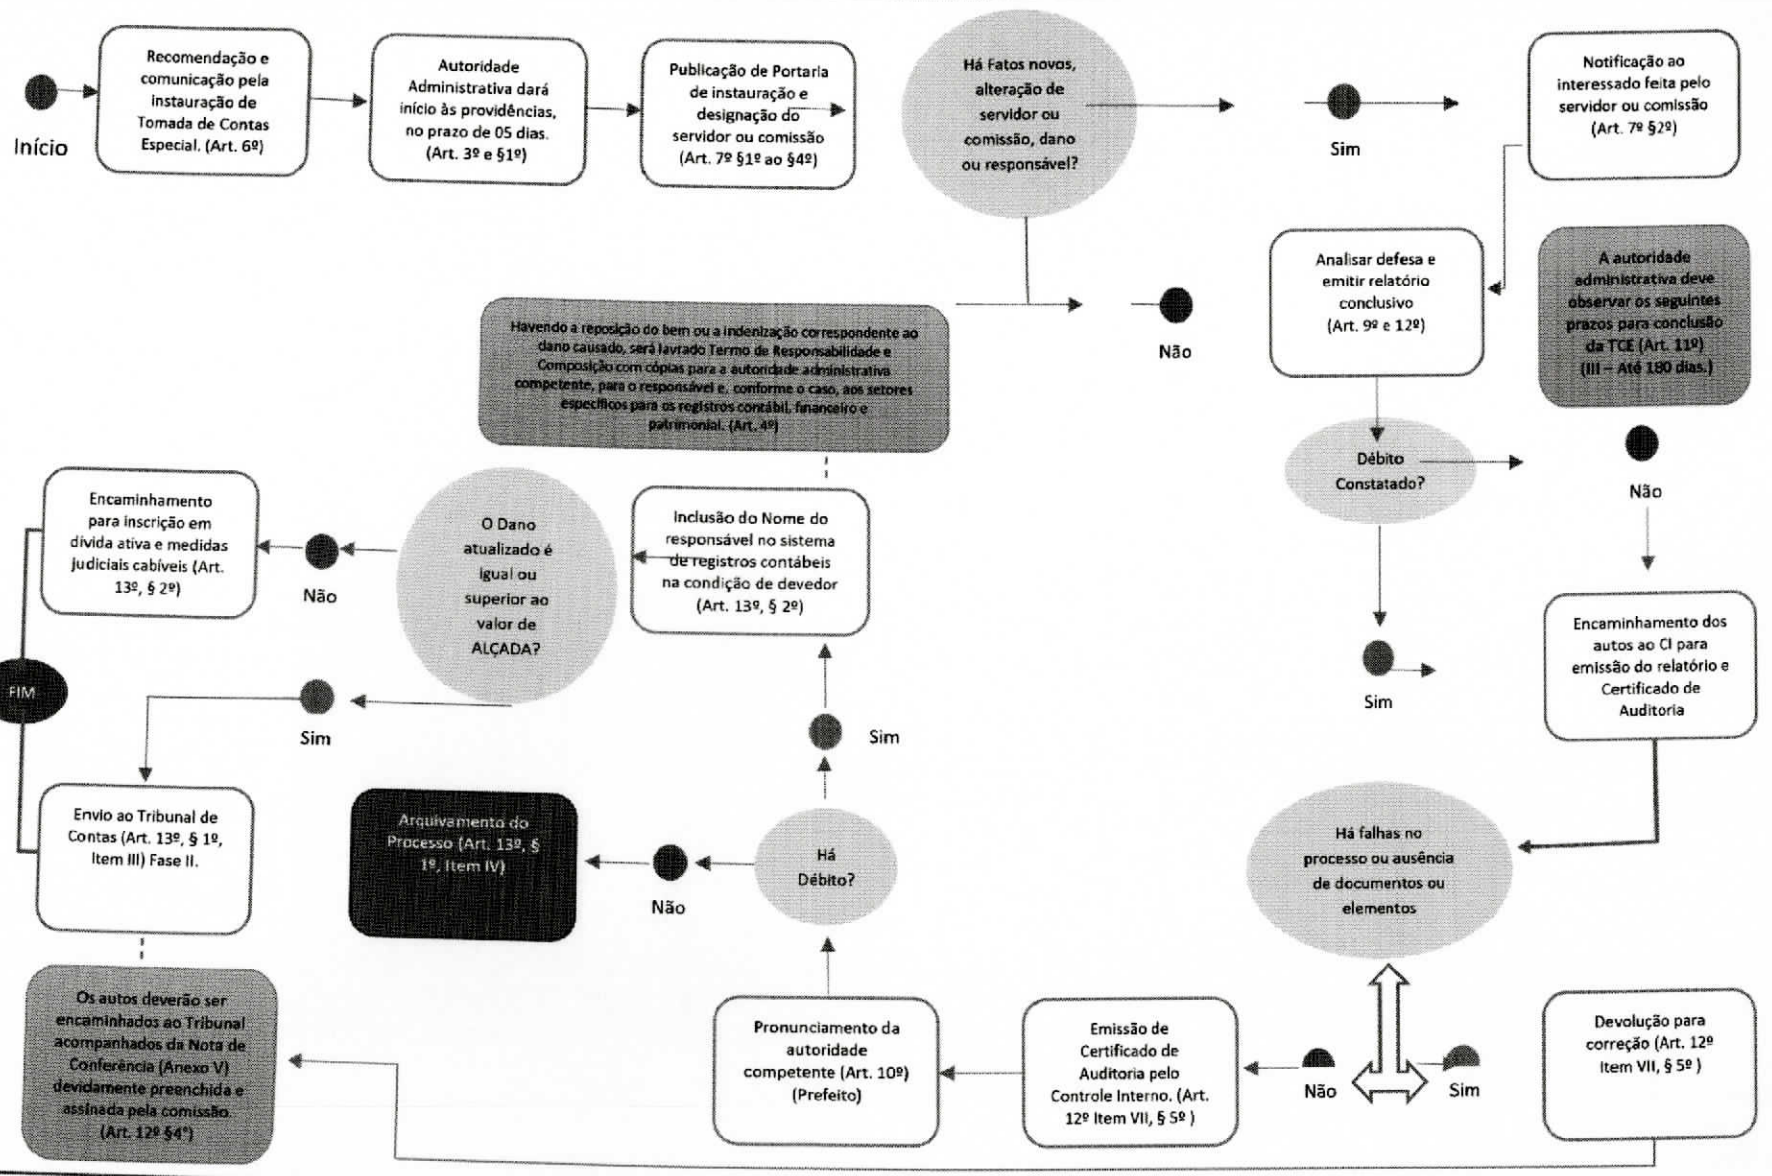 Início
Recomendação e
comunicação pela
instauração de
Tomada de Contas
Especial. (Art. 6º)
Autoridade
Administrativa dará
início às providências,
no prazo de 05 dias.
(Art. 3º e §1º)
Publicação de Portaria
de instauração e
designação do
servidor ou comissão
(Art. 7º §1º ao §4º)
Há Fatos novos,
alteração de
servidor ou
comissão, dano
ou responsável?
Sim
Notificação ao
interessado feita pelo
servidor ou comissão
(Art. 7º §2º)
Não
Analisar defesa e
emitir relatório
conclusivo
(Art. 9º e 12º)
A autoridade
administrativa deve
observar os seguintes
prazos para conclusão
da TCE (Art. 11º)
(III – Até 180 dias.)
Havendo a reposição do bem ou a indenização correspondente ao
dano causado, será lavrado Termo de Responsabilidade e
Composição com cópias para a autoridade administrativa
competente, para o responsável e, conforme o caso, aos setores
específicos para os registros contábil, financeiro e
patrimonial. (Art. 4º)
Débito
Constatado?
Não
Sim
Encaminhamento
para inscrição em
dívida ativa e medidas
judiciais cabíveis (Art.
13º, § 2º)
Não
O Dano
atualizado é
igual ou
superior ao
valor de
ALÇADA?
Inclusão do Nome do
responsável no sistema
de registros contábeis
na condição de devedor
(Art. 13º, § 2º)
Encaminhamento dos
autos ao CI para
emissão do relatório e
Certificado de
Auditoria
FIM
Sim
Sim
Envio ao Tribunal de
Contas (Art. 13º, § 1º,
Item III) Fase II.
Arquivamento do
Processo (Art. 13º, §
1º, Item IV)
Não
Há
Débito?
Há falhas no
processo ou ausência
de documentos ou
elementos
Os autos deverão ser
encaminhados ao Tribunal
acompanhados da Nota de
Conferência (Anexo V)
devidamente preenchida e
assinada pela comissão.
(Art. 12º §4°)
Pronunciamento da
autoridade
competente (Art. 10º)
(Prefeito)
Emissão de
Certificado de
Auditoria pelo
Controle Interno. (Art.
12º Item VII, § 5º )
Não
Sim
Devolução para
correção (Art. 12º
Item VII, § 5º )